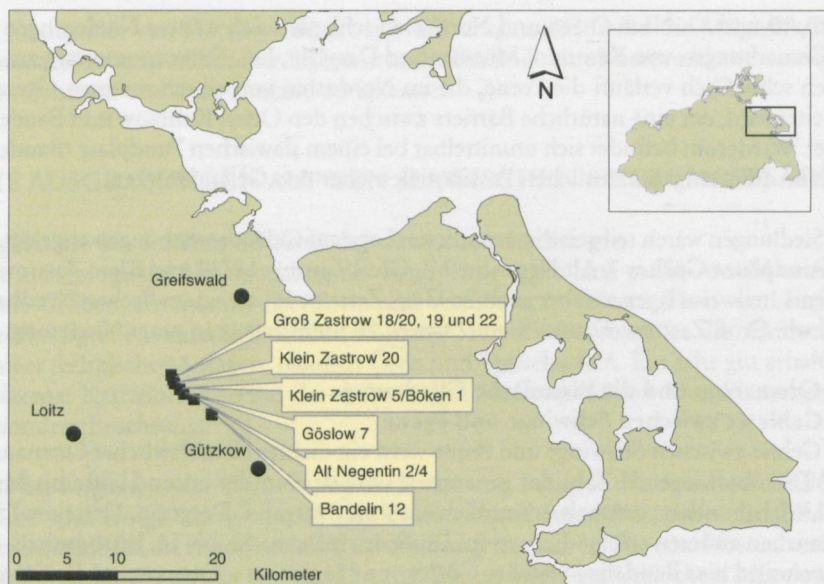 N
Greifswald
Groß Zastrow 18/20, 19 und 22
Klein Zastrow 20
Klein Zastrow 5/Böken 1
Loitz
Göslow 7
Gützkow
Alt Negentin 2/4
Bandelin 12
0 5 10 20
Kilometer